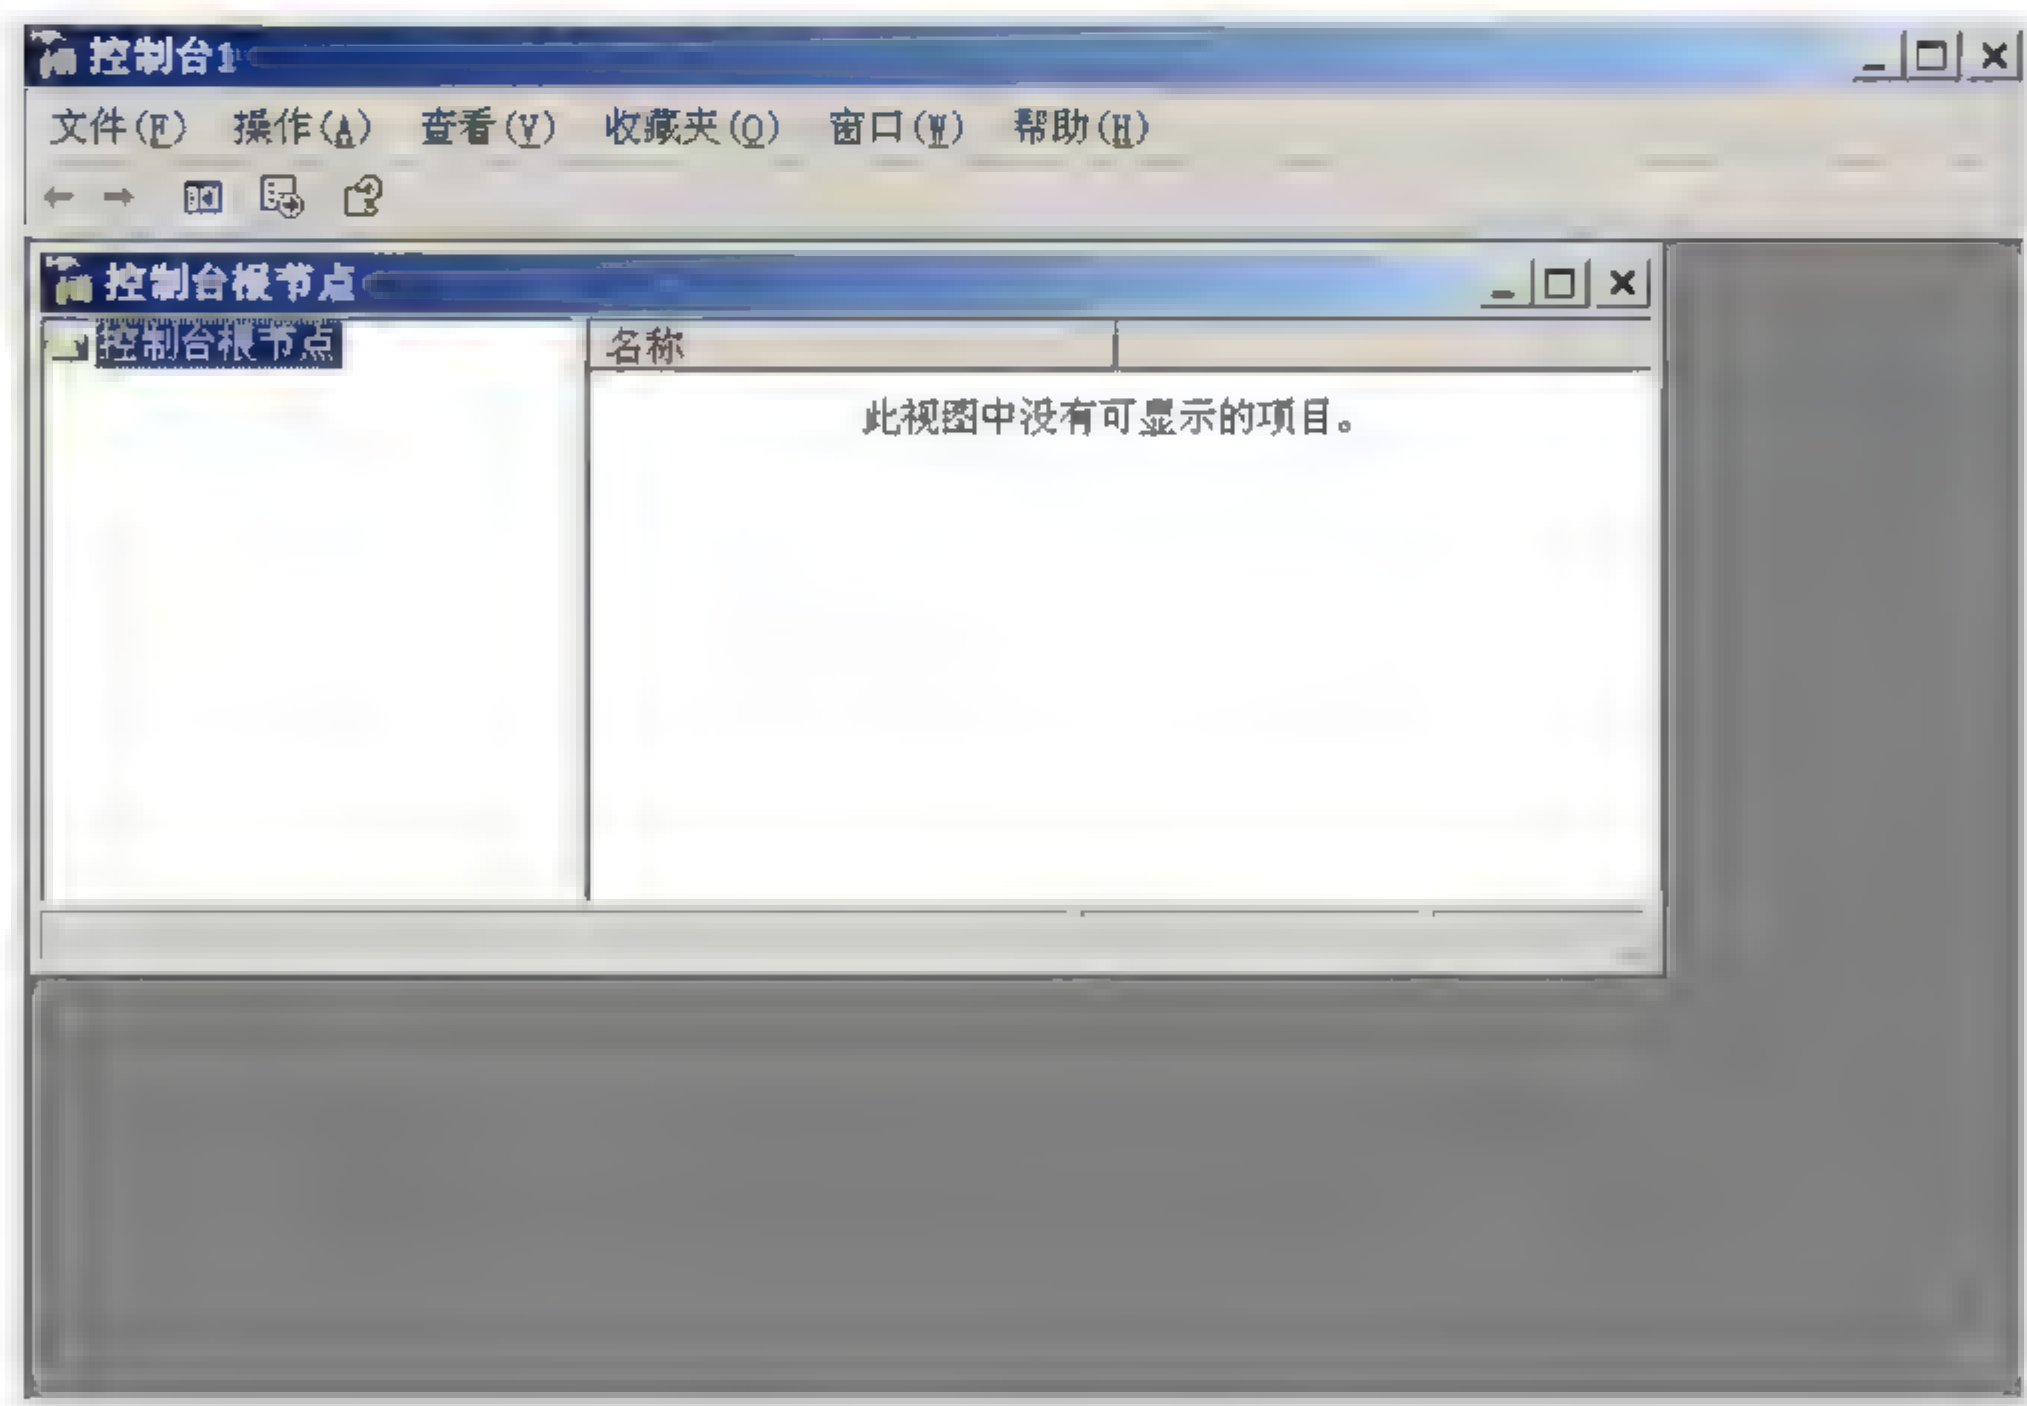 控制台1
文件(F) 操作(A) 查看(V) 收藏夹(O) 窗口(W) 帮助(H)
控制台根节点
控制台根节点 名称
此视图中没有可显示的项目。